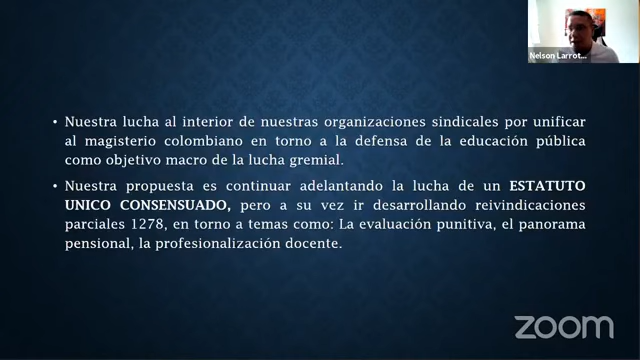 Nelson Larrot...
• Nuestra lucha al interior de nuestras organizaciones sindicales por unificar
al magisterio colombiano en torno a la defensa de la educación pública
como objetivo macro de la lucha gremial.
• Nuestra propuesta es continuar adelantando la lucha de un ESTATUTO
UNICO CONSENSUADO, pero a su vez ir desarrollando reivindicaciones
parciales 1278, en torno a temas como: La evaluación punitiva, el panorama
pensional, la profesionalización docente.
zoom